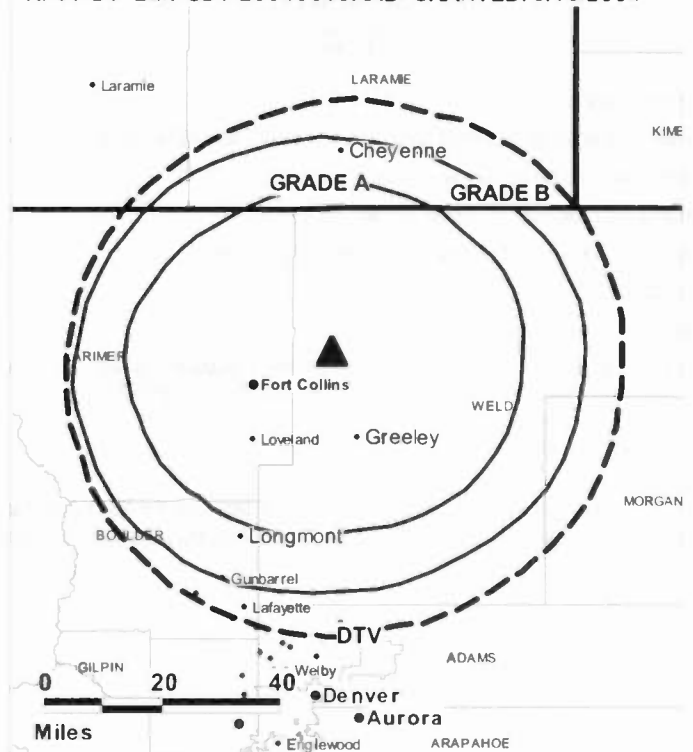 Laramie
LARAMIE
KIME
Cheyenne
GRADE A
GRADE B
ARIMER
Fort Collins
WELD
Loveland
Greeley
MORGAN
BOULDER
Longmont
Gunbarrel
Lafayette
DTV
GILPIN
Welby
ADAMS
0 20 40
Denver
Aurora
Miles
Englewood
ARAPAHOE